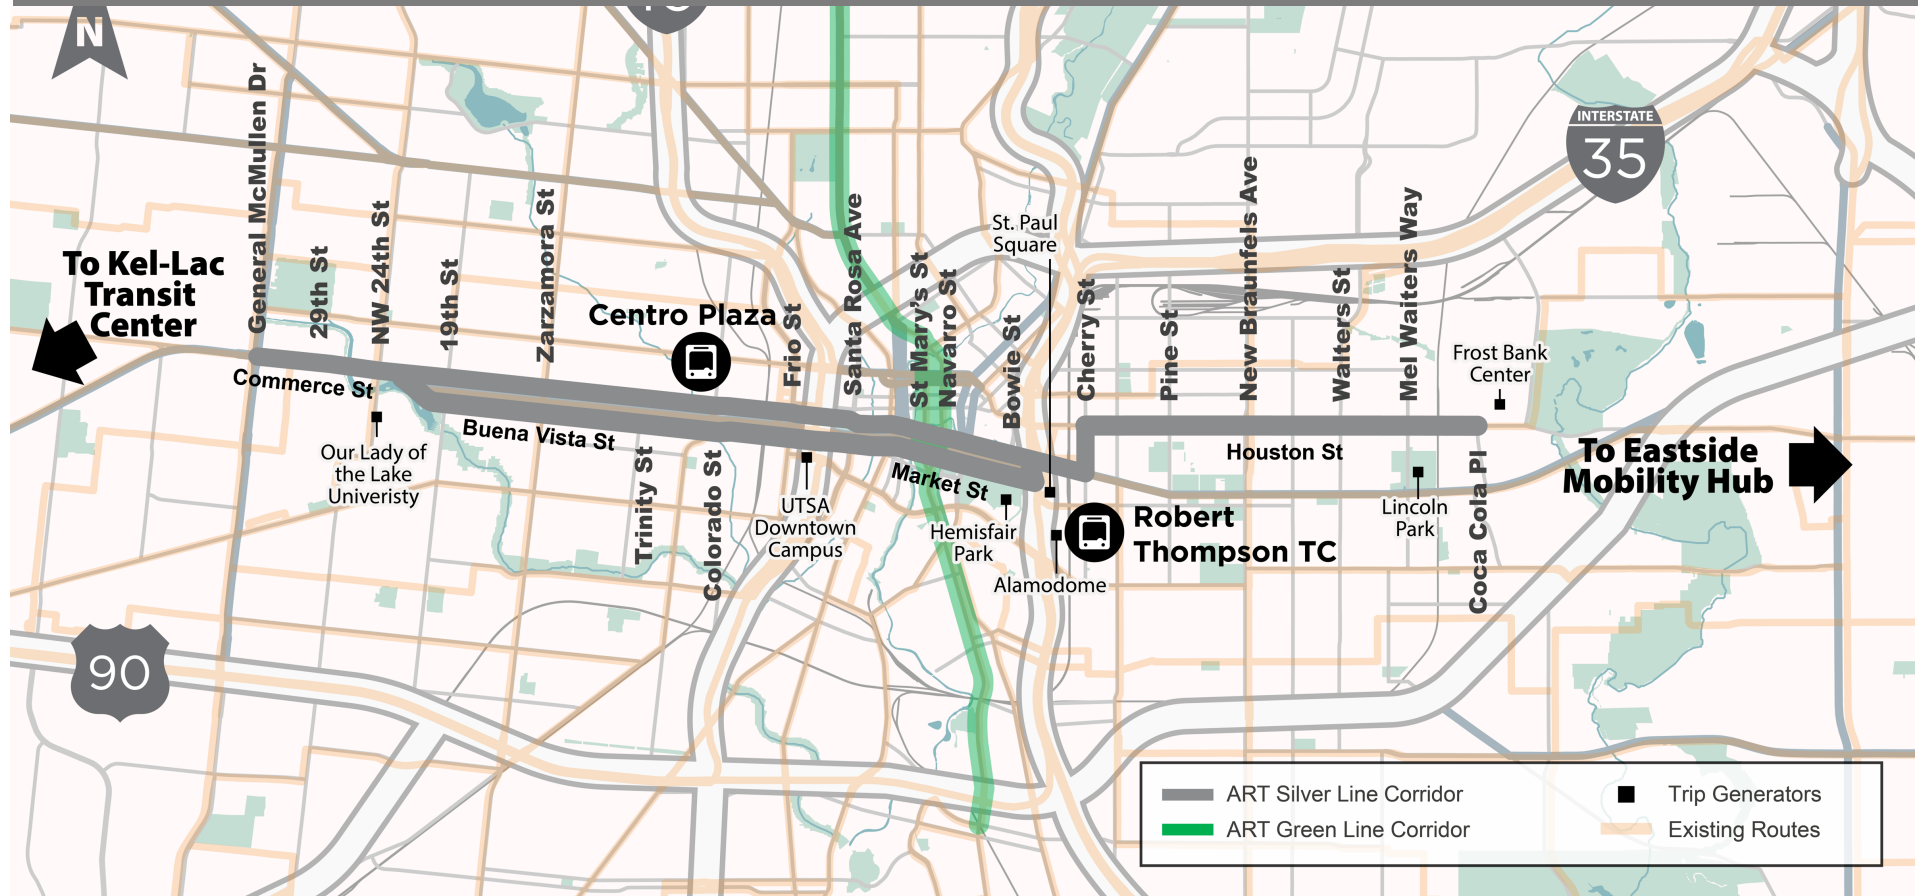 N
INTERSTATE
35
General McMullen Dr
29th St
NW 24th St
19th St
Zarzamora St
Frio St
Santa Rosa Ave
St Mary's St
Navarro St
Bowie St
Cherry St
Pine St
New Braunfels Ave
Walters St
Mel Waiters Way
St. Paul
Square
To Kel-Lac
Transit
Center
Centro Plaza
Frost Bank
Center
Commerce St
Buena Vista St
Market St
Houston St
Our Lady of
the Lake
Univeristy
Trinity St
Colorado St
UTSA
Downtown
Campus
Hemisfair
Park
Alamodome
Robert
Thompson TC
Lincoln
Park
Coca Cola Pl
To Eastside
Mobility Hub
90
ART Silver Line Corridor
ART Green Line Corridor
Trip Generators
Existing Routes